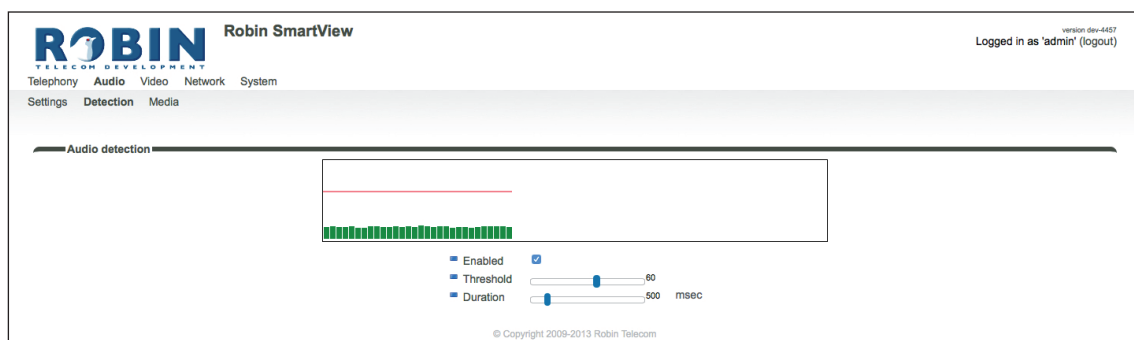 ROBIN
TELECOM DEVELOPMENT
Robin SmartView
version dev-4457
Logged in as 'admin' (logout)
Telephony Audio Video Network System
Settings Detection Media
Audio detection
Enabled
Threshold 60
Duration 500 msec
© Copyright 2009-2013 Robin Telecom